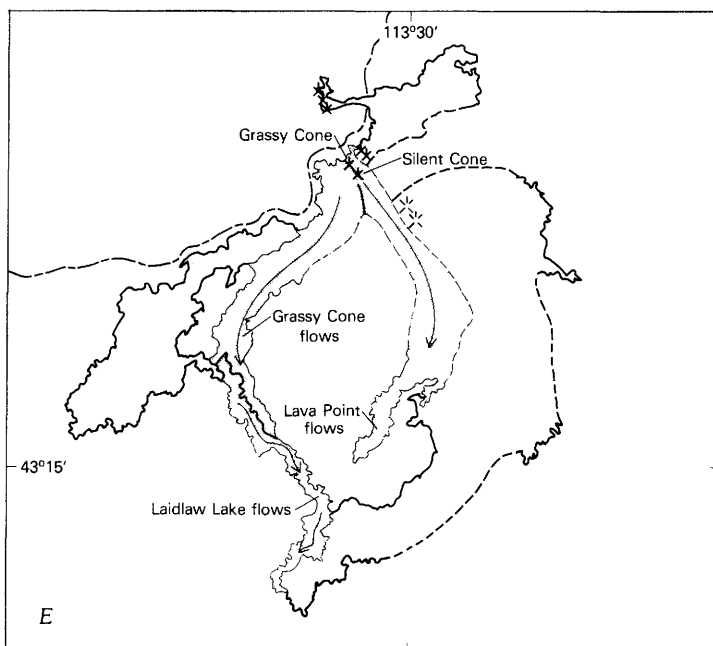 113°30'
Grassy Cone
Silent Cone
Grassy Cone
flows
Lava Point
flows
43°15'
Laidlaw Lake flows
E